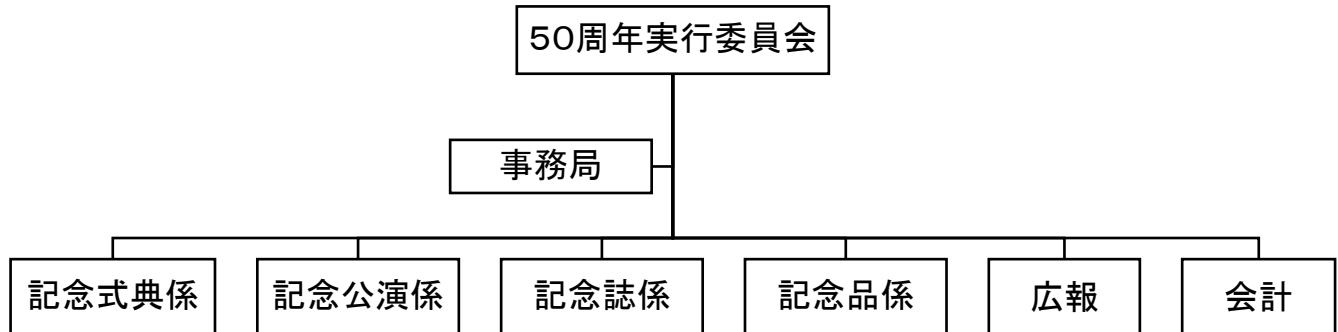 50周年実行委員会
事務局
記念式典係
記念公演係
記念誌係
記念品係
広報
会計